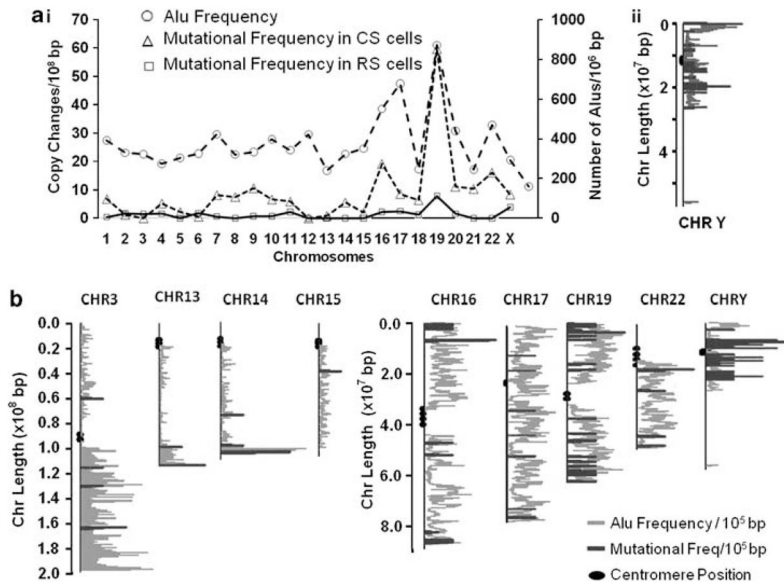 ai
70
60
50
40
30
20
10
0
Copy Changes/10⁸ bp
Alu Frequency
Mutational Frequency in CS cells
Mutational Frequency in RS cells
1000
800
600
400
200
0
Number of Alus/10⁶ bp
1 2 3 4 5 6 7 8 9 10 11 12 13 14 15 16 17 18 19 20 21 22 X
Chromosomes
ii
0
2
4
Chr Length (x10⁷ bp)
CHR Y
b
CHR3 CHR13 CHR14 CHR15
0.0
0.2
0.4
0.6
0.8
1.0
1.2
1.4
1.6
1.8
2.0
Chr Length (x10⁸ bp)
CHR16 CHR17 CHR19 CHR22 CHRY
0.0
2.0
4.0
6.0
8.0
Chr Length (x10⁷ bp)
Alu Frequency / 10⁵ bp
Mutational Freq/10⁵ bp
Centromere Position